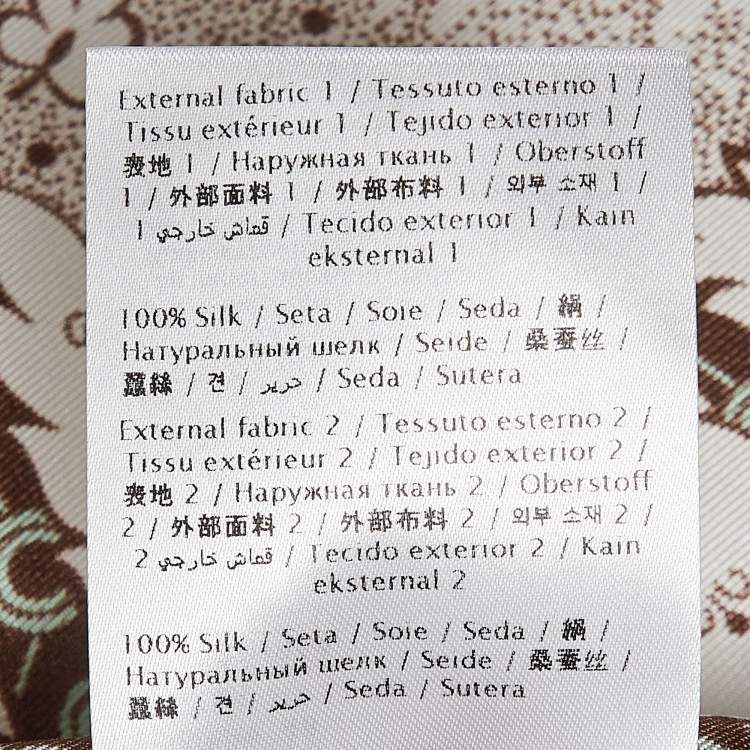 External fabric 1 / Tessuto esterno 1 /
Tissu extérieur 1 / Tejido exterior 1 /
表地 1 / Наружная ткань 1 / Oberstoff
1 / 外部面料 1 / 外部布料 1 / 외부 소재 1 /
قماش خارجي 1 / Tecido exterior 1 / Kain
eksternal 1
100% Silk / Seta / Soie / Seda / 絹 /
Натуральный шелк / Seide / 桑蚕丝 /
蠶絲 / 견 / حرير / Seda / Sutera
External fabric 2 / Tessuto esterno 2 /
Tissu extérieur 2 / Tejido exterior 2 /
表地 2 / Наружная ткань 2 / Oberstoff
2 / 外部面料 2 / 外部布料 2 / 외부 소재 2 /
قماش خارجي 2 / Tecido exterior 2 / Kain
eksternal 2
100% Silk / Seta / Soie / Seda / 絹 /
Натуральный шелк / Seide / 桑蚕丝 /
蠶絲 / 견 / حرير / Seda / Sutera